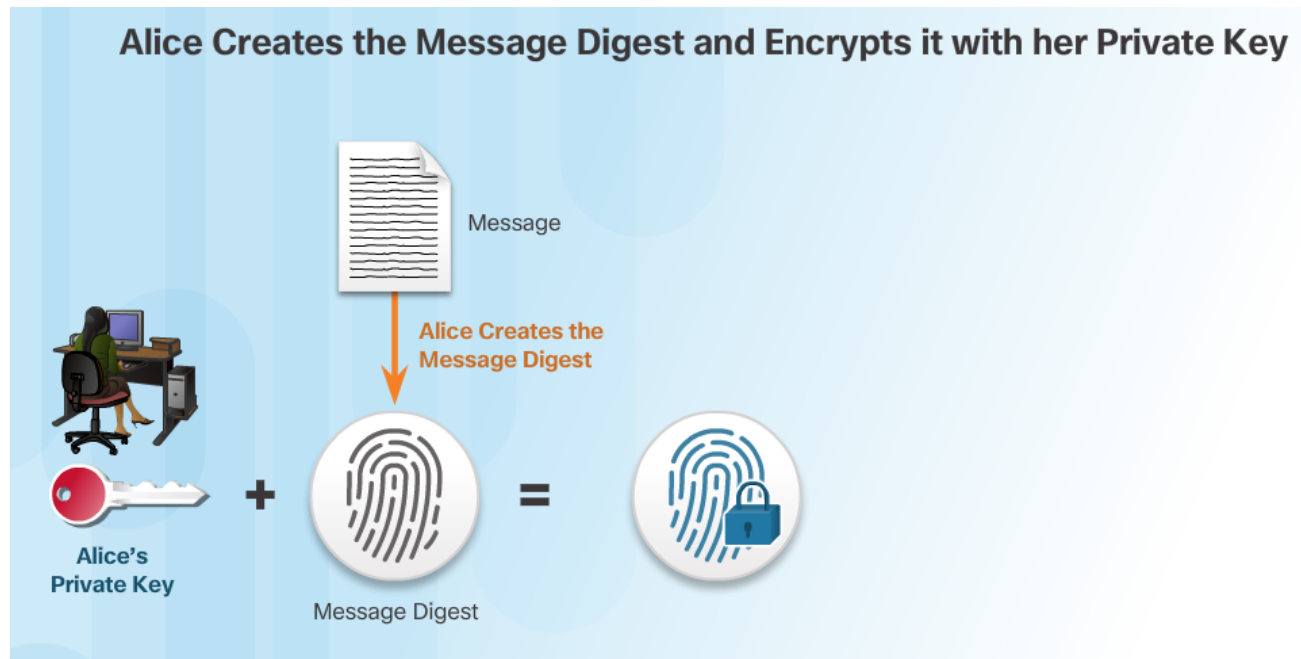 Alice Creates the Message Digest and Encrypts it with her Private Key
Message
Alice Creates the
Message Digest
Alice’s
Private Key
+
=
Message Digest